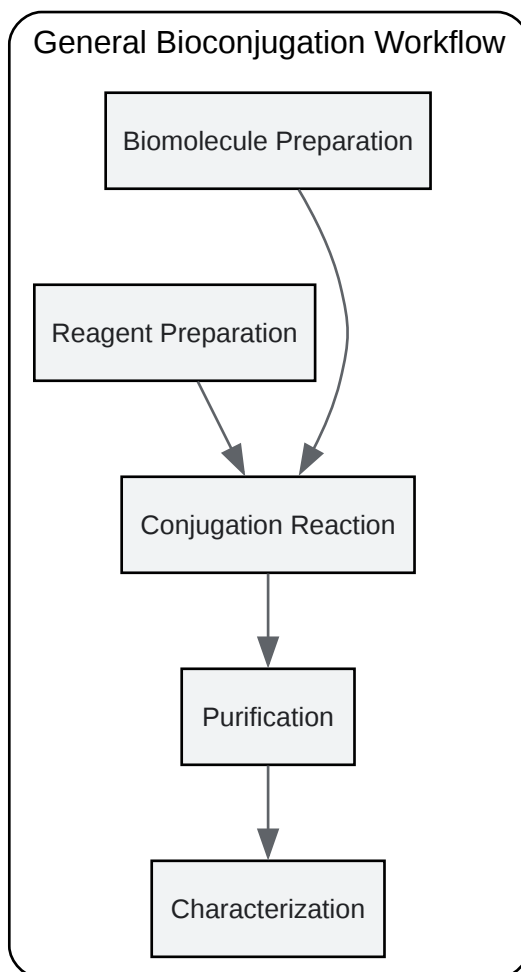 General Bioconjugation Workflow
Biomolecule Preparation
Reagent Preparation
Conjugation Reaction
Purification
Characterization